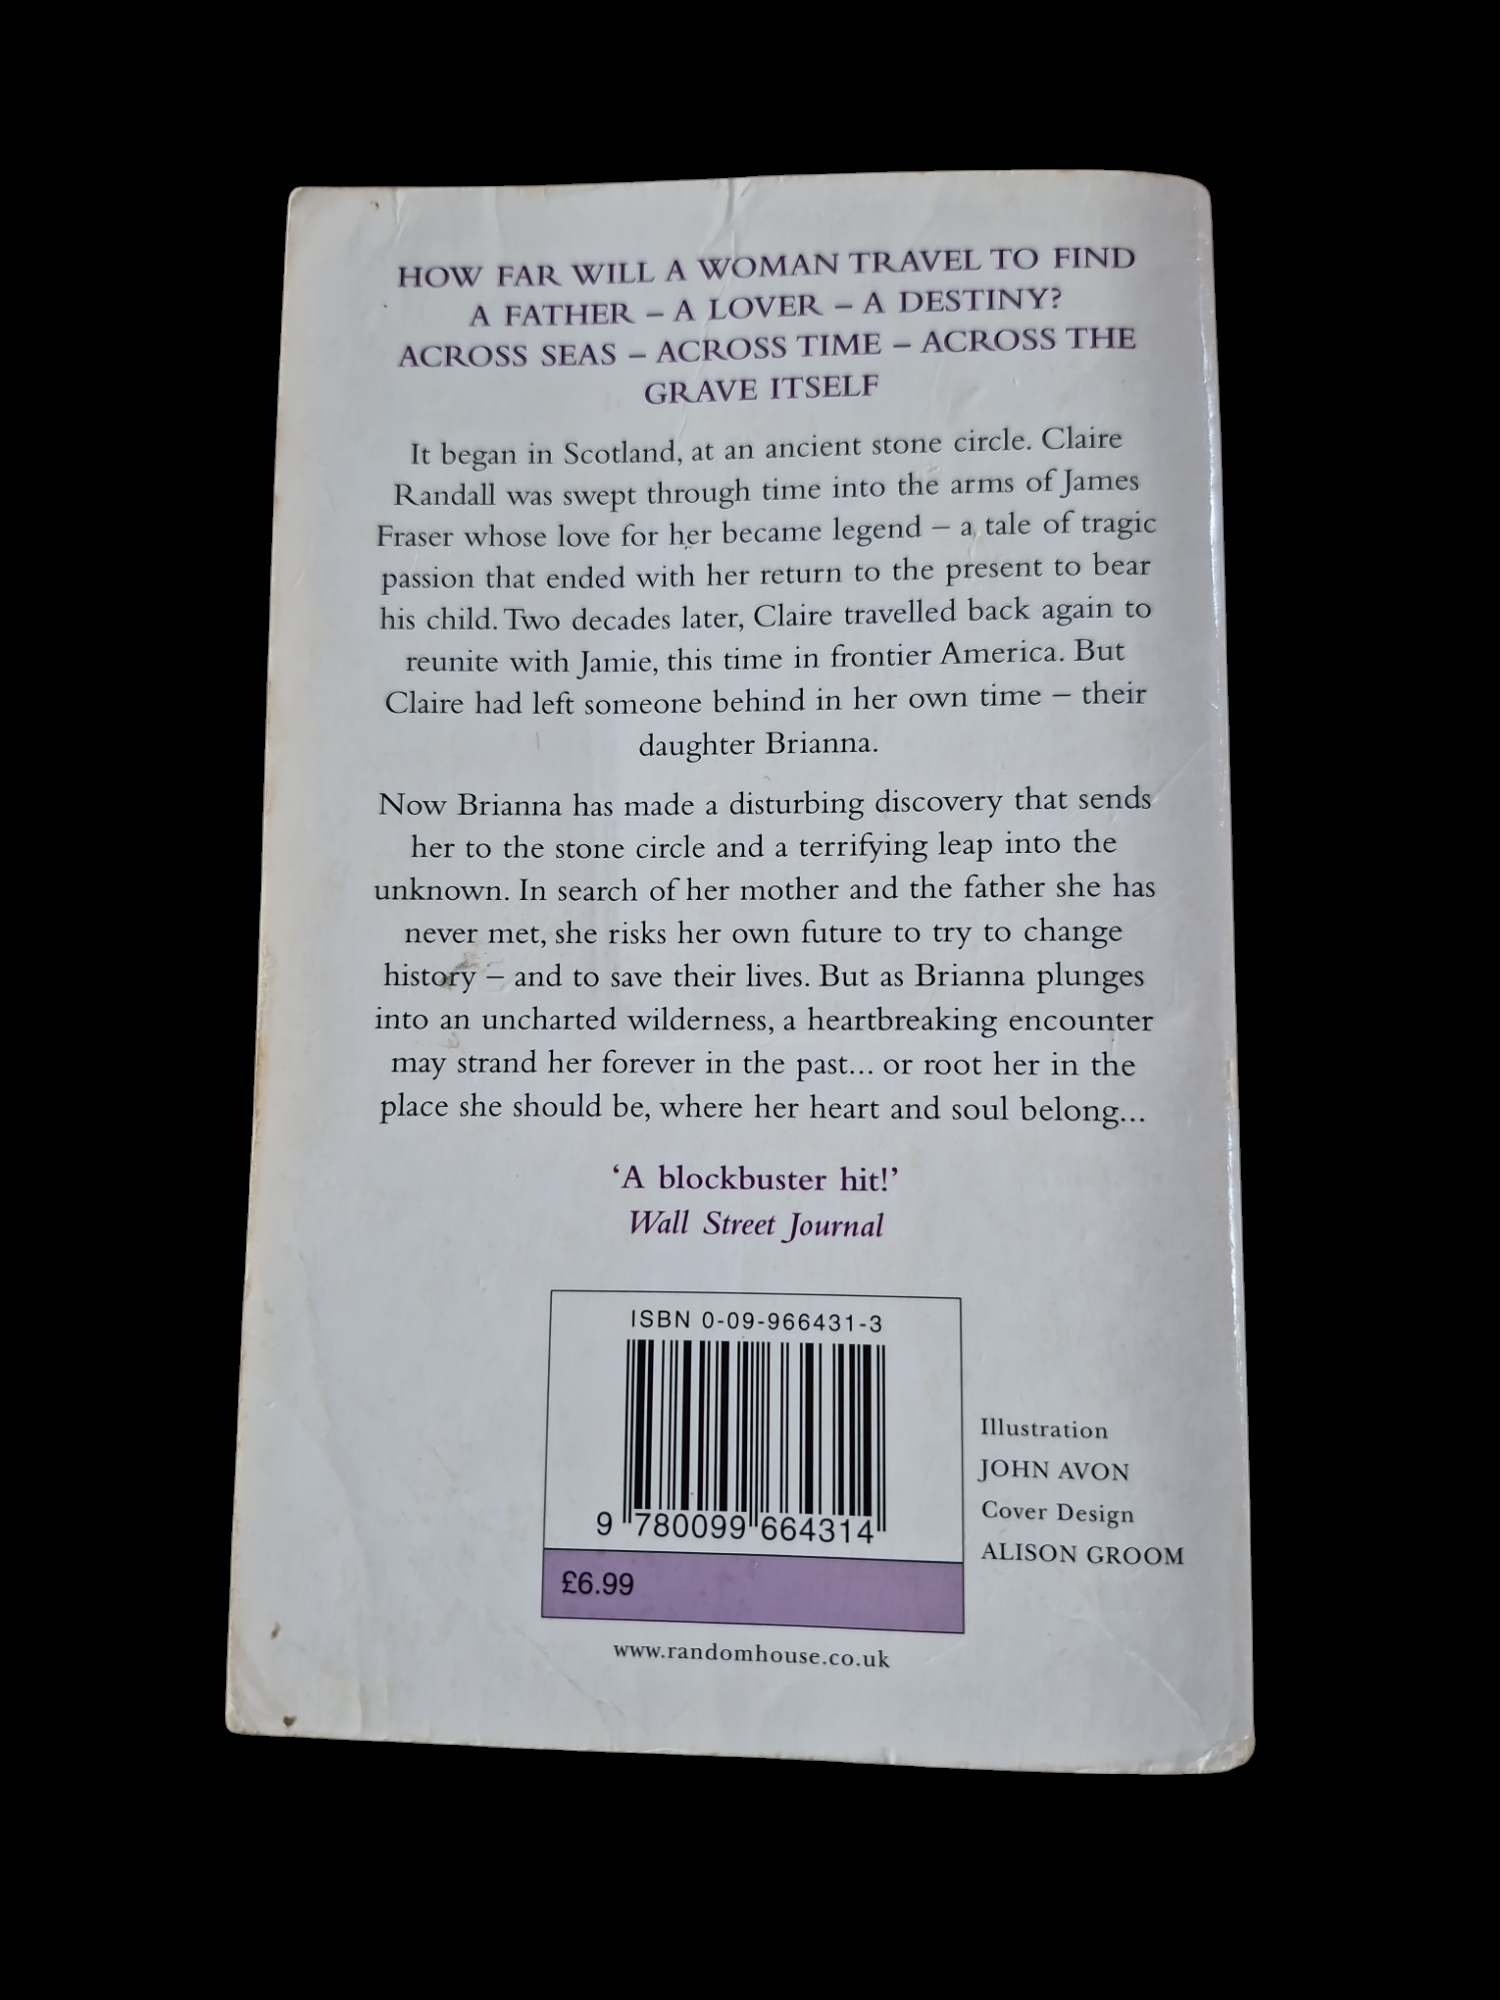 HOW FAR WILL A WOMAN TRAVEL TO FIND
A FATHER – A LOVER – A DESTINY?
ACROSS SEAS – ACROSS TIME – ACROSS THE
GRAVE ITSELF
It began in Scotland, at an ancient stone circle. Claire
Randall was swept through time into the arms of James
Fraser whose love for her became legend – a tale of tragic
passion that ended with her return to the present to bear
his child. Two decades later, Claire travelled back again to
reunite with Jamie, this time in frontier America. But
Claire had left someone behind in her own time – their
daughter Brianna.
Now Brianna has made a disturbing discovery that sends
her to the stone circle and a terrifying leap into the
unknown. In search of her mother and the father she has
never met, she risks her own future to try to change
history – and to save their lives. But as Brianna plunges
into an uncharted wilderness, a heartbreaking encounter
may strand her forever in the past... or root her in the
place she should be, where her heart and soul belong...
‘A blockbuster hit!’
Wall Street Journal
ISBN 0-09-966431-3
9 780099 664314
£6.99
Illustration
JOHN AVON
Cover Design
ALISON GROOM
www.randomhouse.co.uk